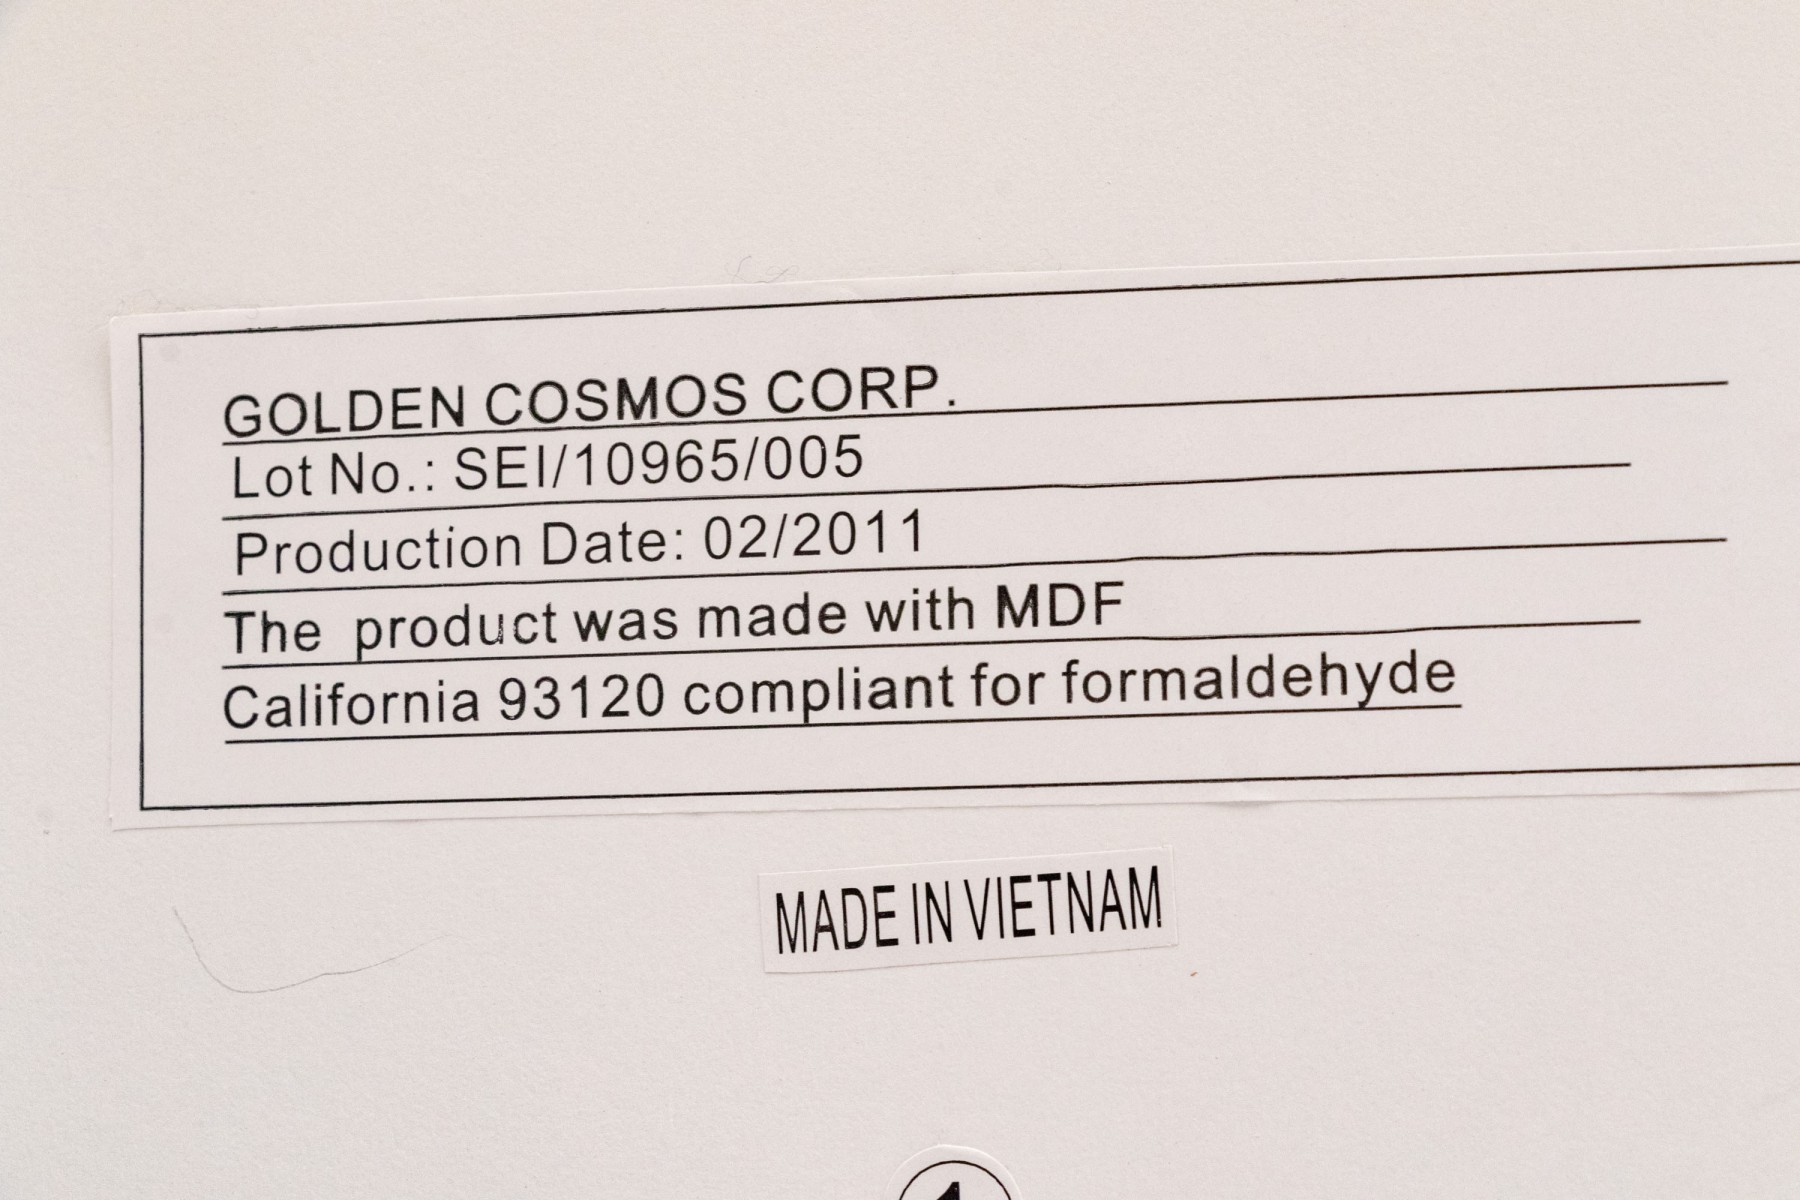 GOLDEN COSMOS CORP.
Lot No.: SEI/10965/005
Production Date: 02/2011
The product was made with MDF
California 93120 compliant for formaldehyde
MADE IN VIETNAM
1